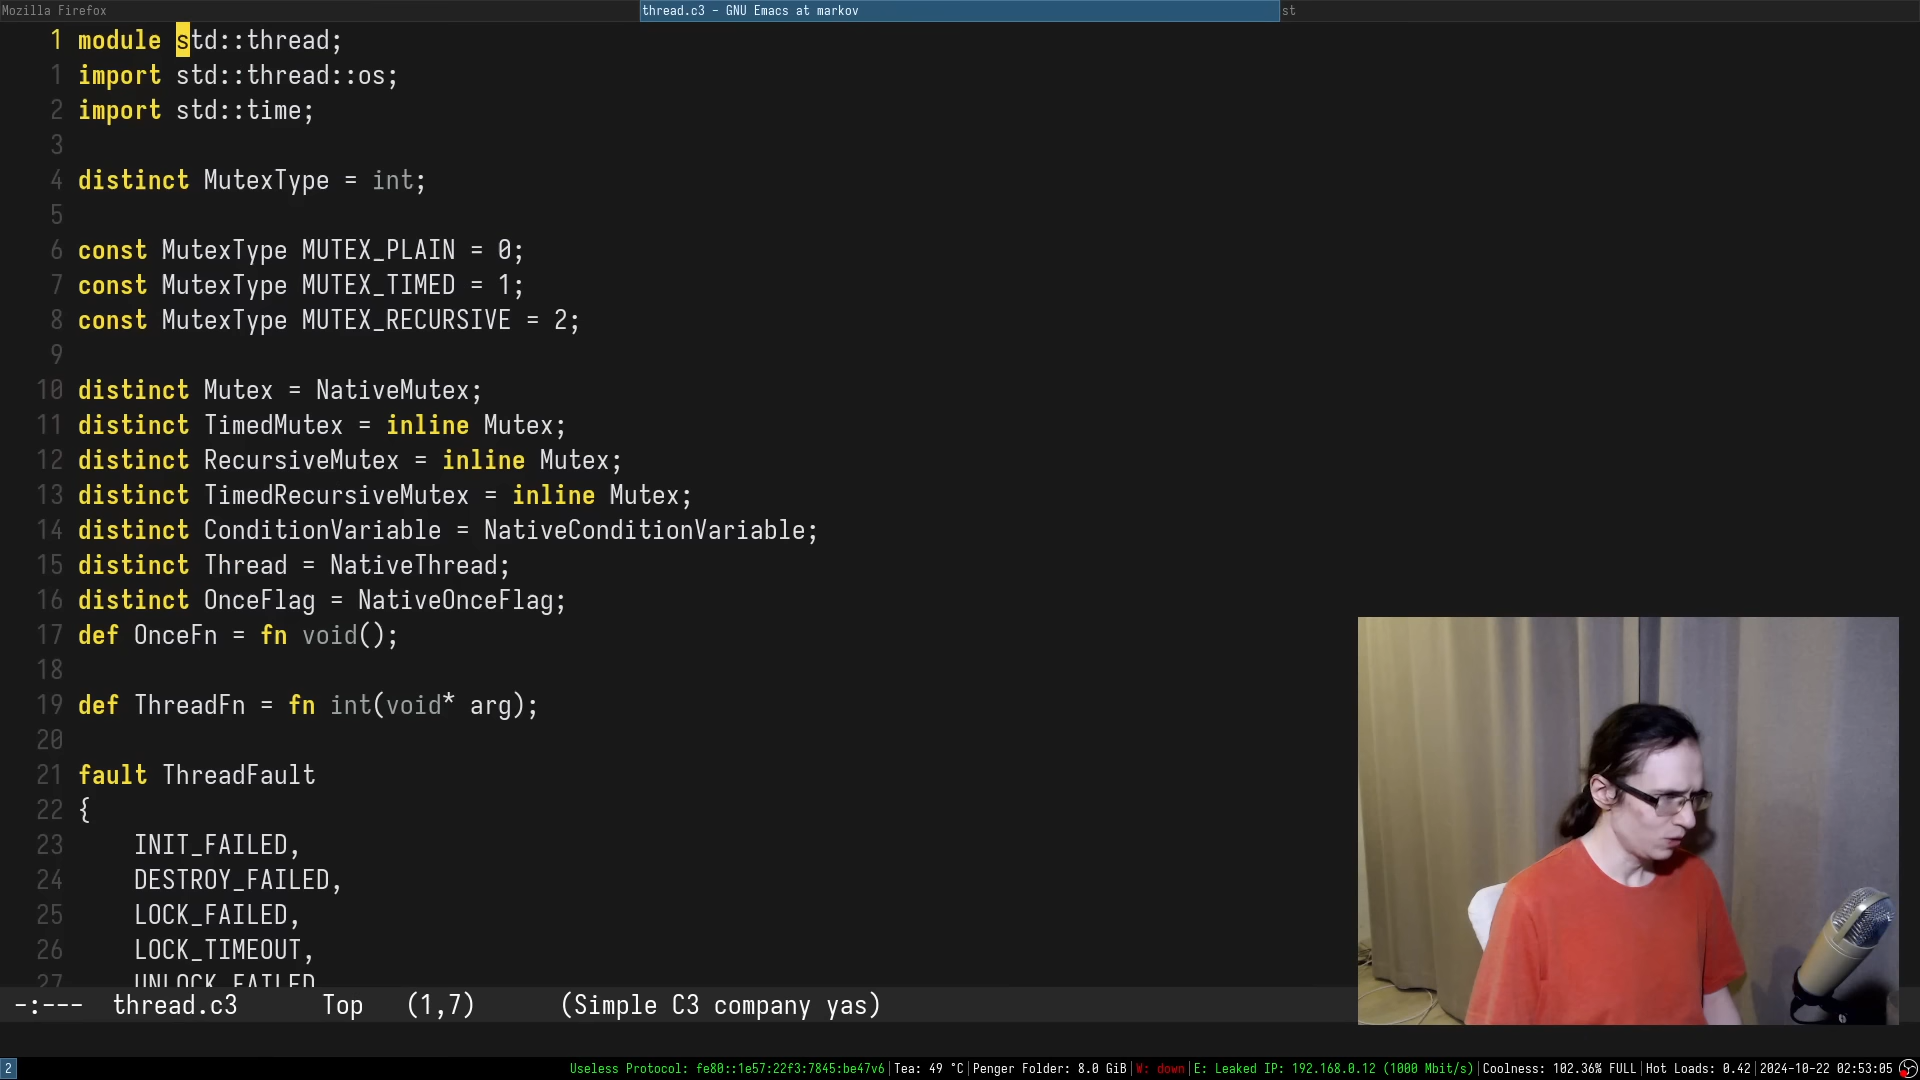 Mozilla Firefox
thread.c3 - GNU Emacs at markov
st
1 module std::thread;
1 import std::thread::os;
2 import std::time;
3
4 distinct MutexType = int;
5
6 const MutexType MUTEX_PLAIN = 0;
7 const MutexType MUTEX_TIMED = 1;
8 const MutexType MUTEX_RECURSIVE = 2;
9
10 distinct Mutex = NativeMutex;
11 distinct TimedMutex = inline Mutex;
12 distinct RecursiveMutex = inline Mutex;
13 distinct TimedRecursiveMutex = inline Mutex;
14 distinct ConditionVariable = NativeConditionVariable;
15 distinct Thread = NativeThread;
16 distinct OnceFlag = NativeOnceFlag;
17 def OnceFn = fn void();
18
19 def ThreadFn = fn int(void* arg);
20
21 fault ThreadFault
22 {
23 INIT_FAILED,
24 DESTROY_FAILED,
25 LOCK_FAILED,
26 LOCK_TIMEOUT,
27 UNLOCK_FAILED
-:--- thread.c3 Top (1,7) (Simple C3 company yas)
2 Useless Protocol: fe80::1e57:22f3:7845:be47v6|Tea: 49 °C|Penger Folder: 8.0 GiB|W: down|E: Leaked IP: 192.168.0.12 (1000 Mbit/s)|Coolness: 102.36% FULL|Hot Loads: 0.42|2024-10-22 02:53:05